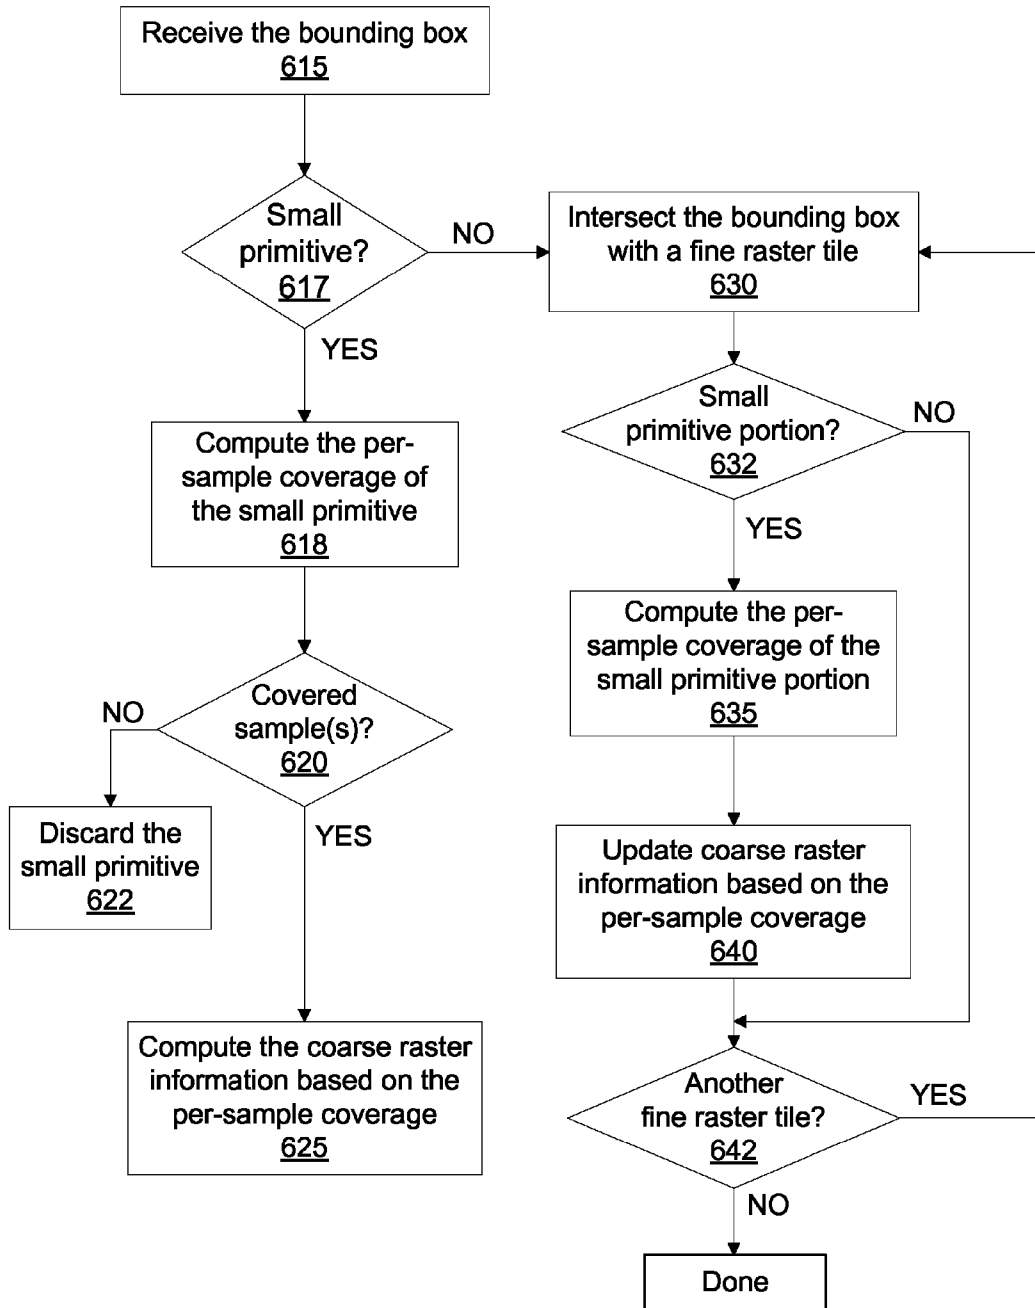 Receive the bounding box
615
Small
primitive?
617
NO
YES
Compute the per-
sample coverage of
the small primitive
618
Covered
sample(s)?
620
NO
YES
Discard the
small primitive
622
Compute the coarse raster
information based on the
per-sample coverage
625
Intersect the bounding box
with a fine raster tile
630
Small
primitive portion?
632
NO
YES
Compute the per-
sample coverage of the
small primitive portion
635
Update coarse raster
information based on the
per-sample coverage
640
Another
fine raster tile?
642
YES
NO
Done